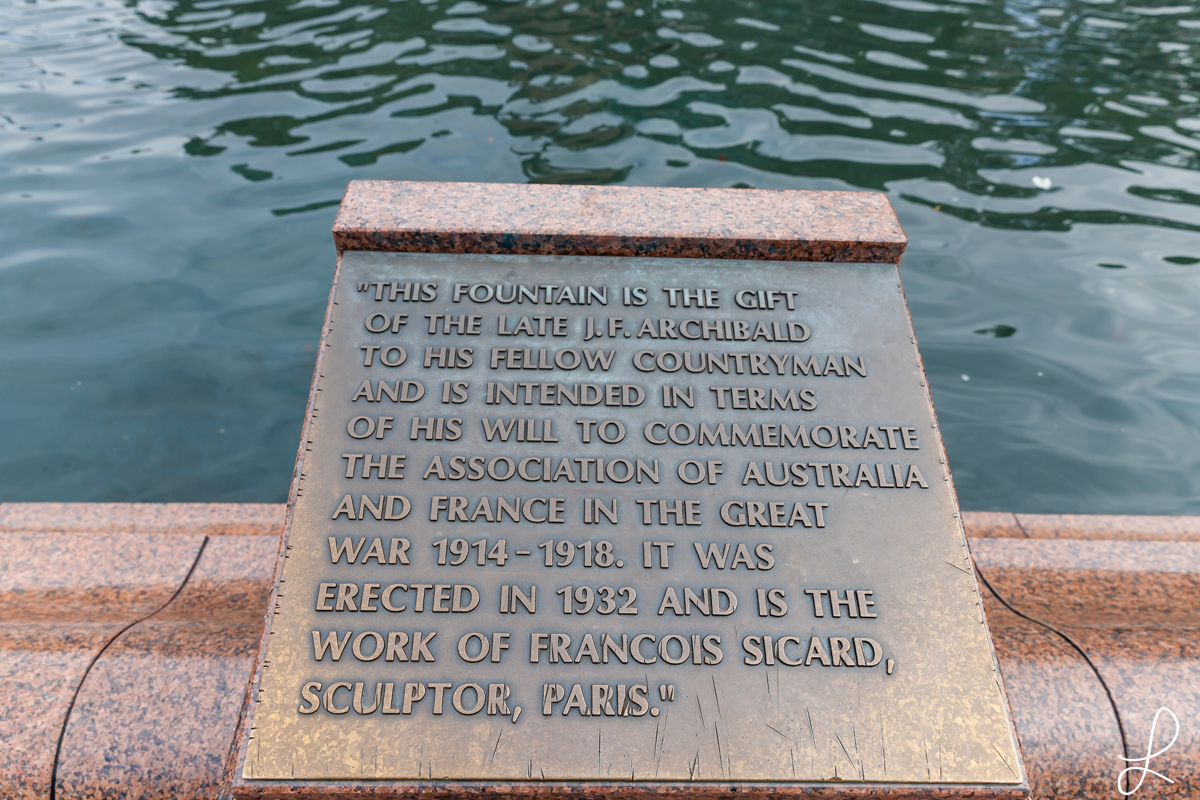 "THIS FOUNTAIN IS THE GIFT
OF THE LATE J.F. ARCHIBALD
TO HIS FELLOW COUNTRYMAN
AND IS INTENDED IN TERMS
OF HIS WILL TO COMMEMORATE
THE ASSOCIATION OF AUSTRALIA
AND FRANCE IN THE GREAT
WAR 1914-1918. IT WAS
ERECTED IN 1932 AND IS THE
WORK OF FRANCOIS SICARD,
SCULPTOR, PARIS."